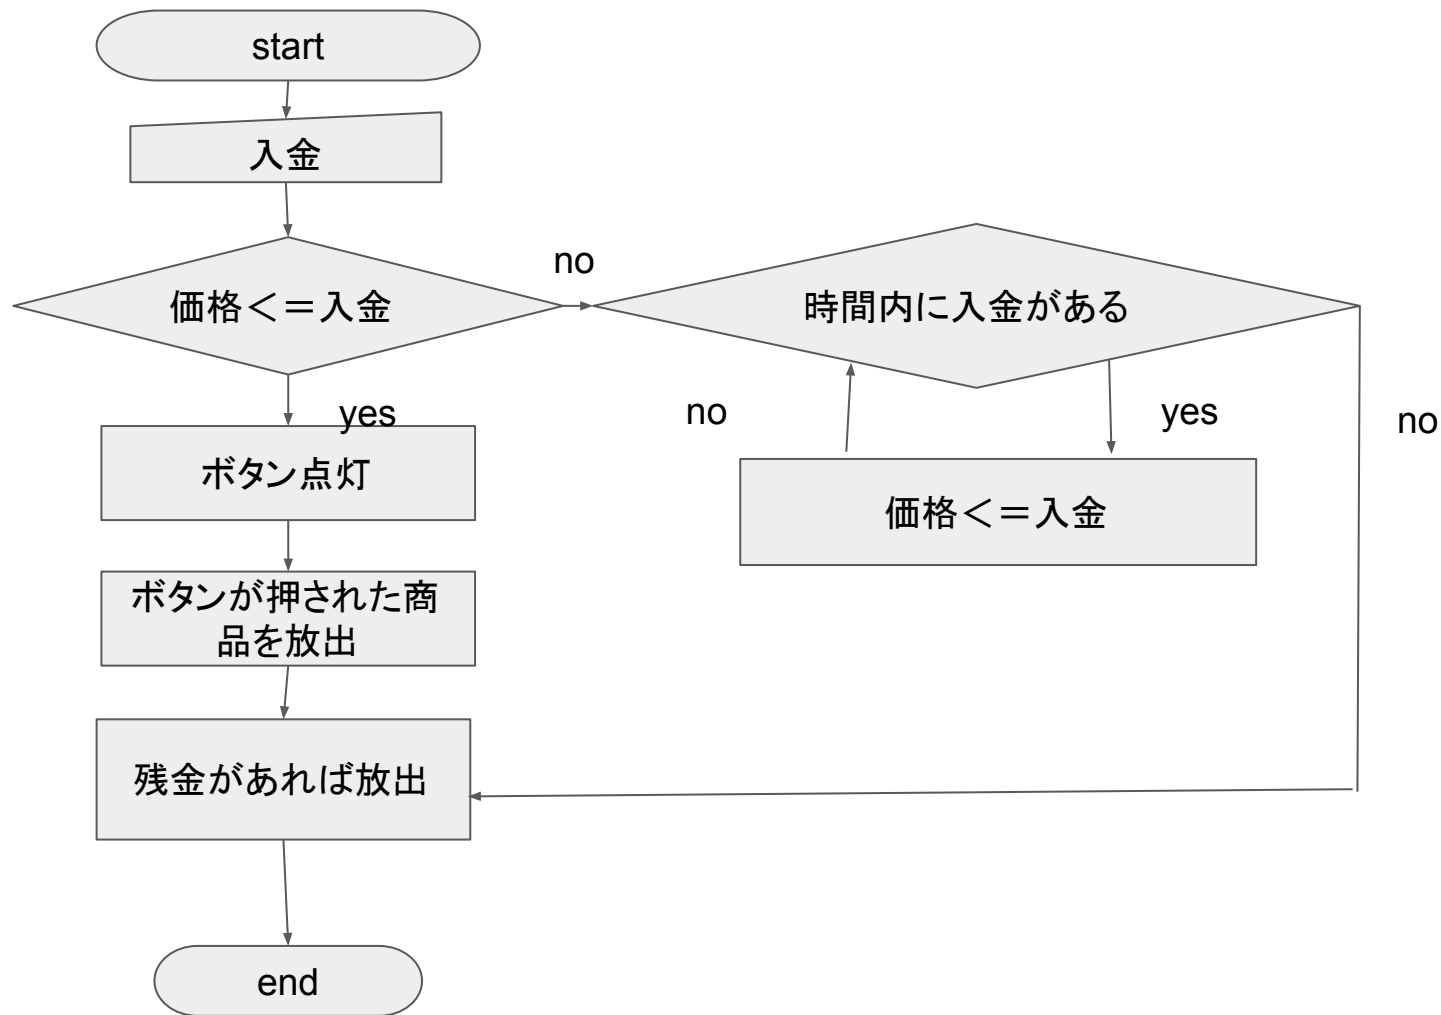 start
入金
no
価格＜＝入金
時間内に入金がある
yes
no
yes
no
ボタン点灯
価格＜＝入金
ボタンが押された商
品を放出
残金があれば放出
end